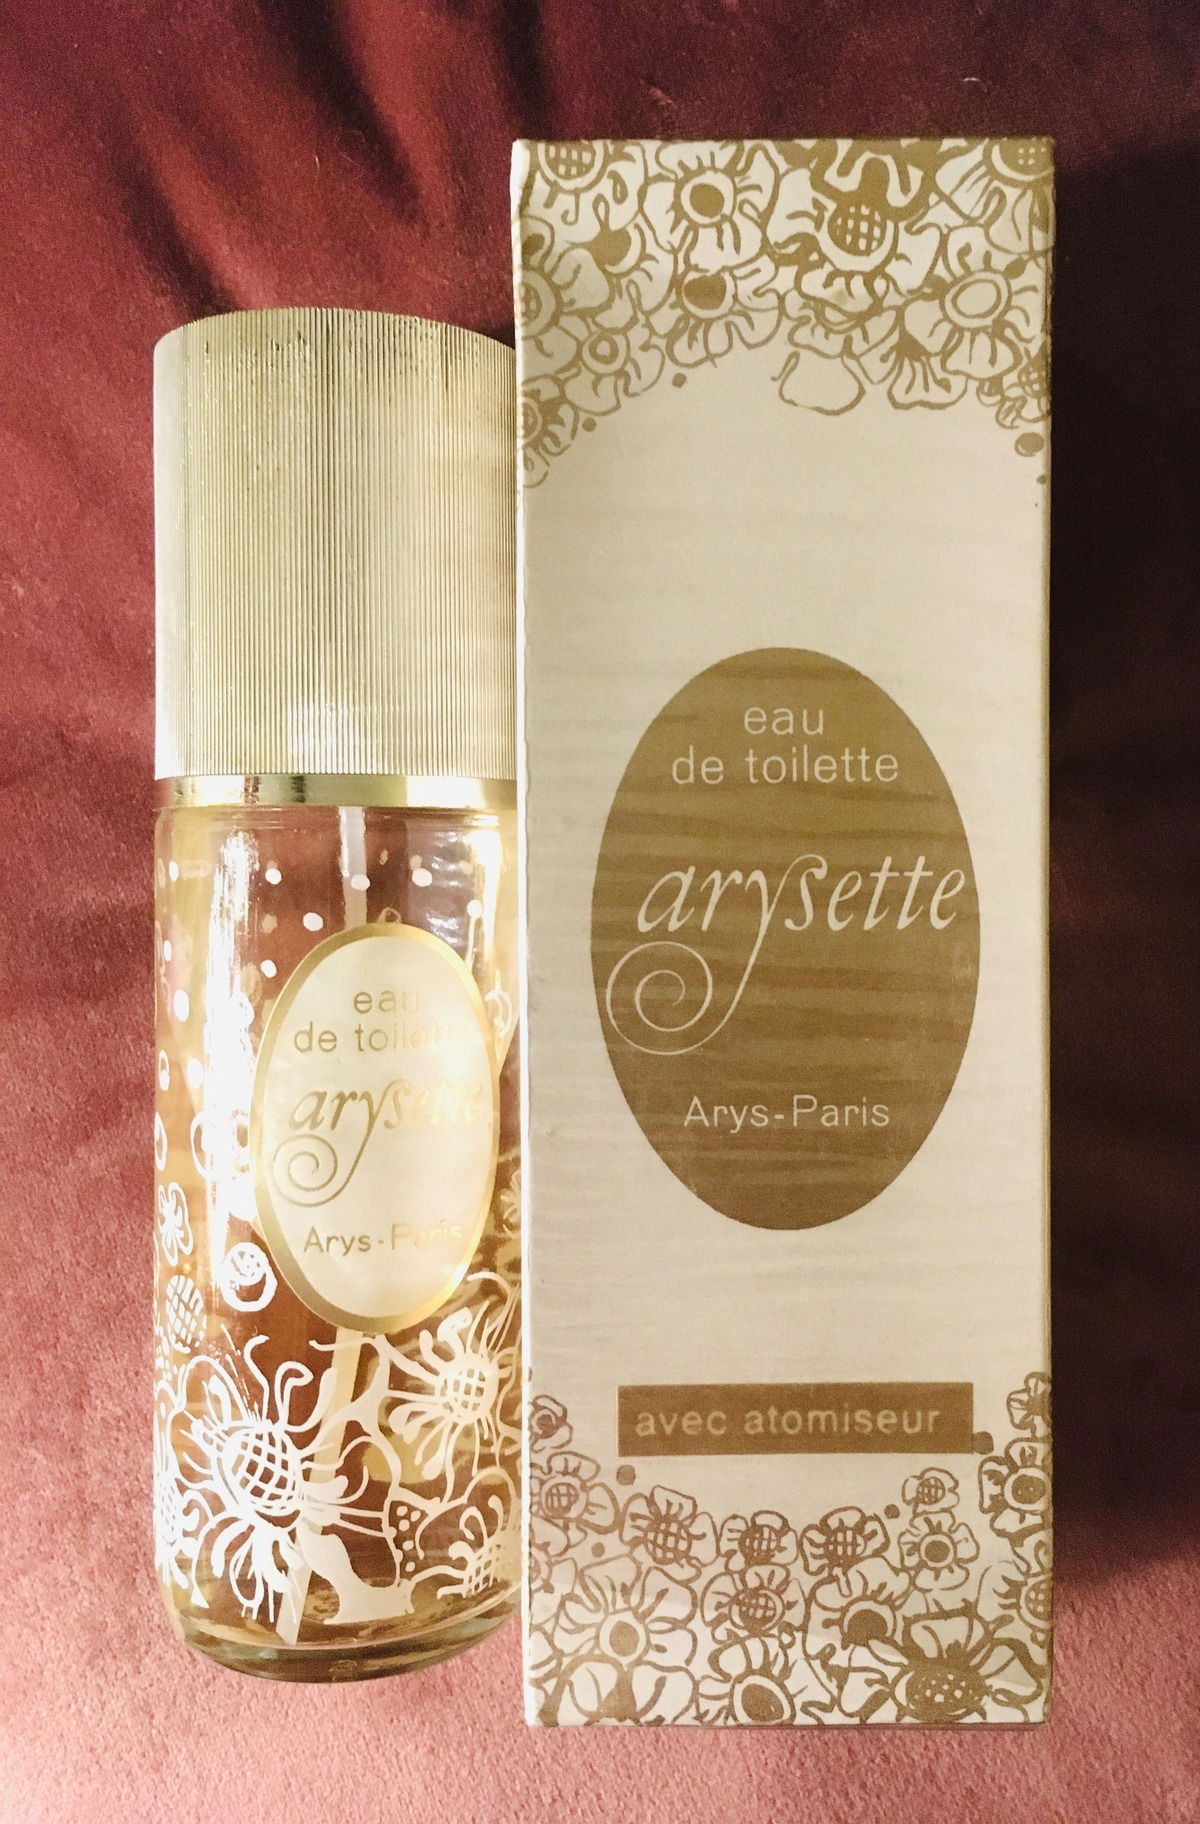 eau
de toilette
arysette
Arys-Paris
eau
de toilette
arysette
Arys-Paris
avec atomiseur